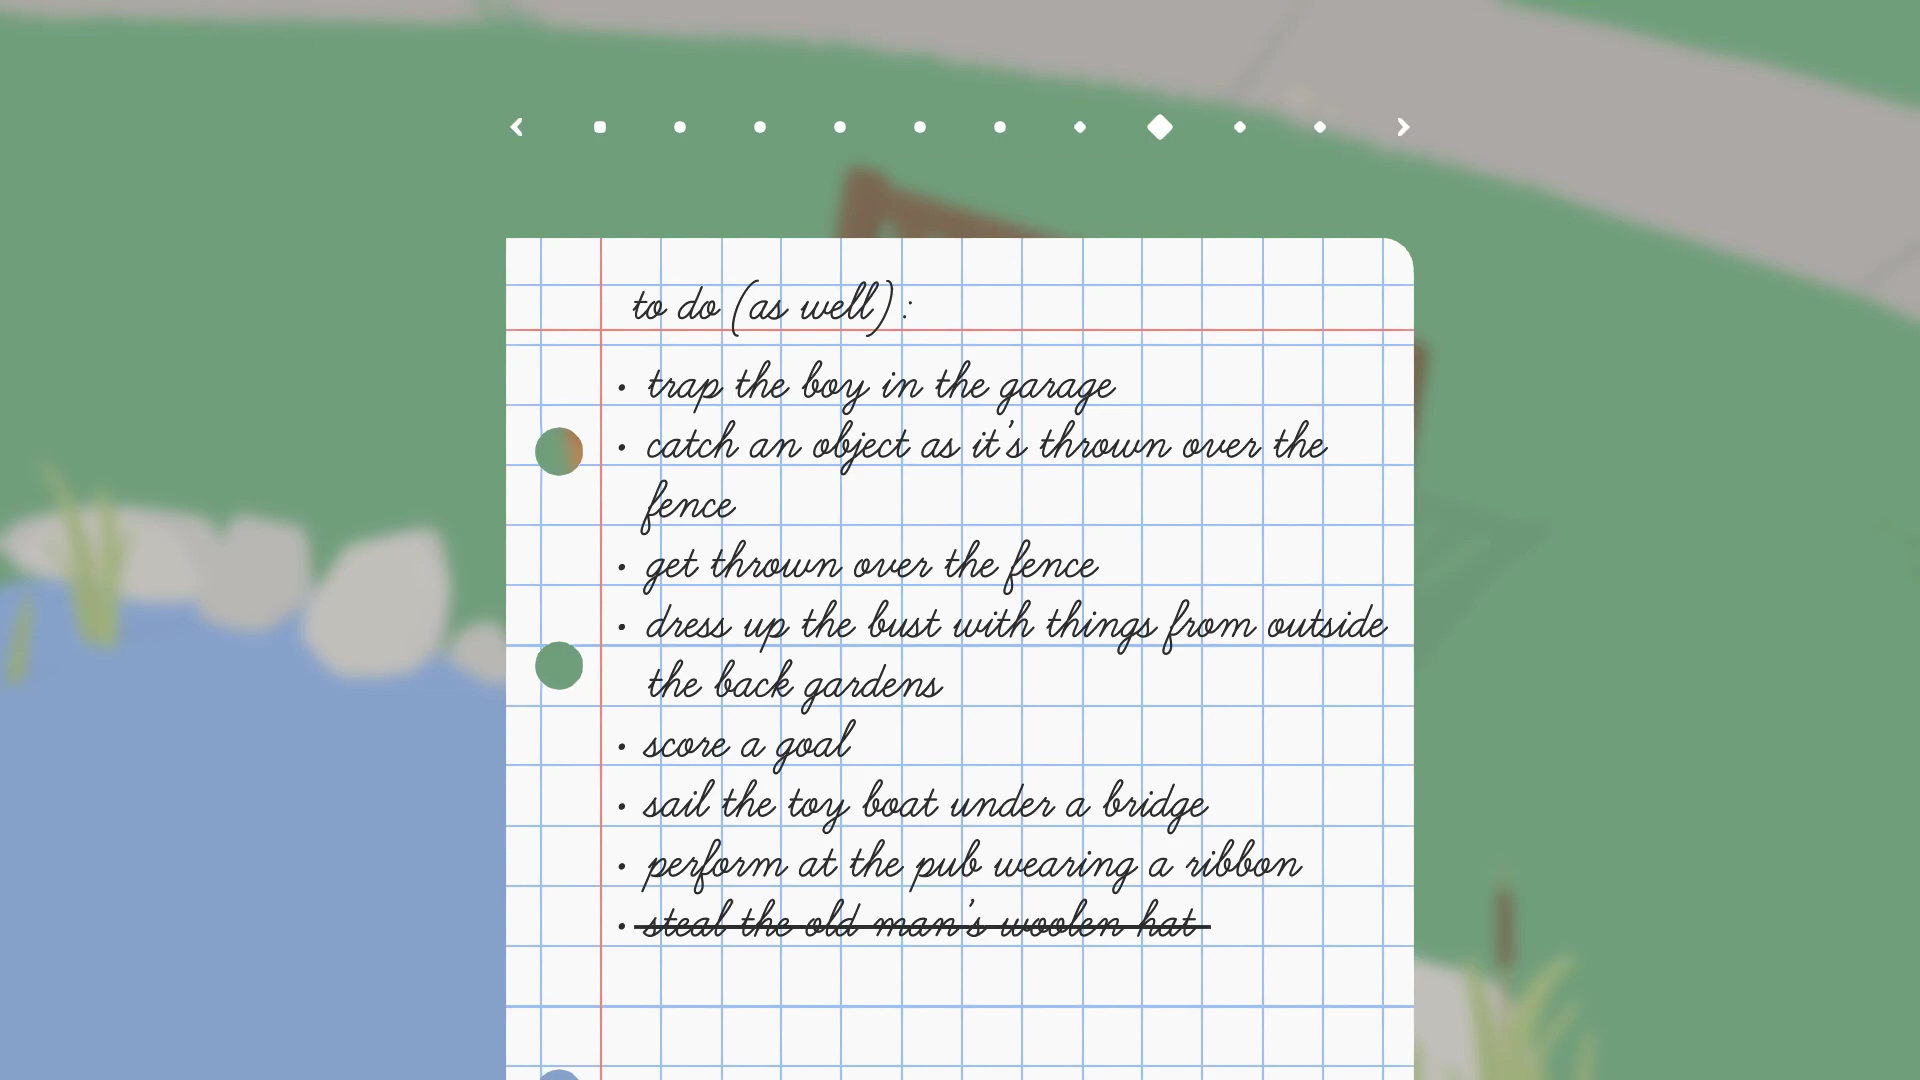 to do (as well):
• trap the boy in the garage
• catch an object as it's thrown over the
fence
• get thrown over the fence
• dress up the bust with things from outside
the back gardens
• score a goal
• sail the toy boat under a bridge
• perform at the pub wearing a ribbon
• steal the old man's woolen hat